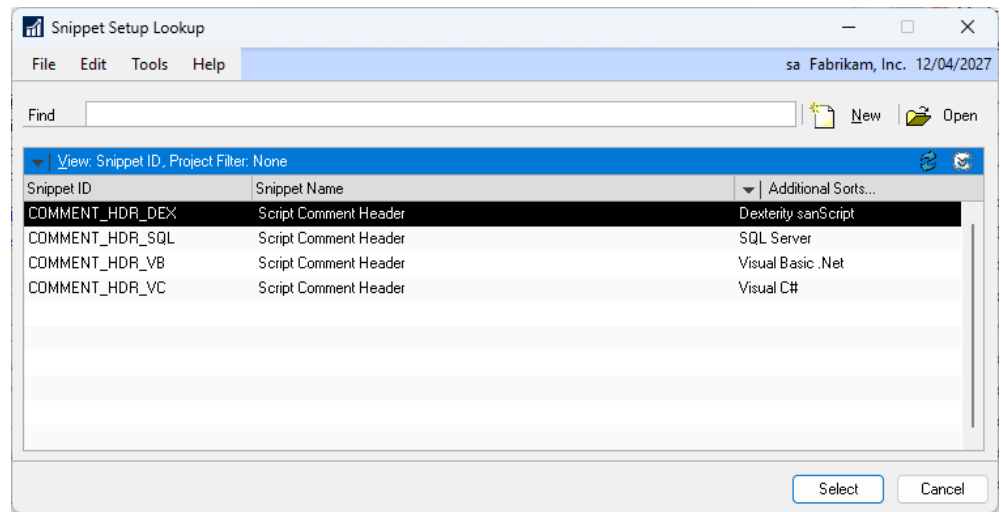 Snippet Setup Lookup
File Edit Tools Help sa Fabrikam, Inc. 12/04/2027
Find New Open
View: Snippet ID, Project Filter: None
Snippet ID Snippet Name Additional Sorts...
COMMENT_HDR_DEX Script Comment Header Dexterity sanScript
COMMENT_HDR_SQL Script Comment Header SQL Server
COMMENT_HDR_VB Script Comment Header Visual Basic .Net
COMMENT_HDR_VC Script Comment Header Visual C#
Select Cancel